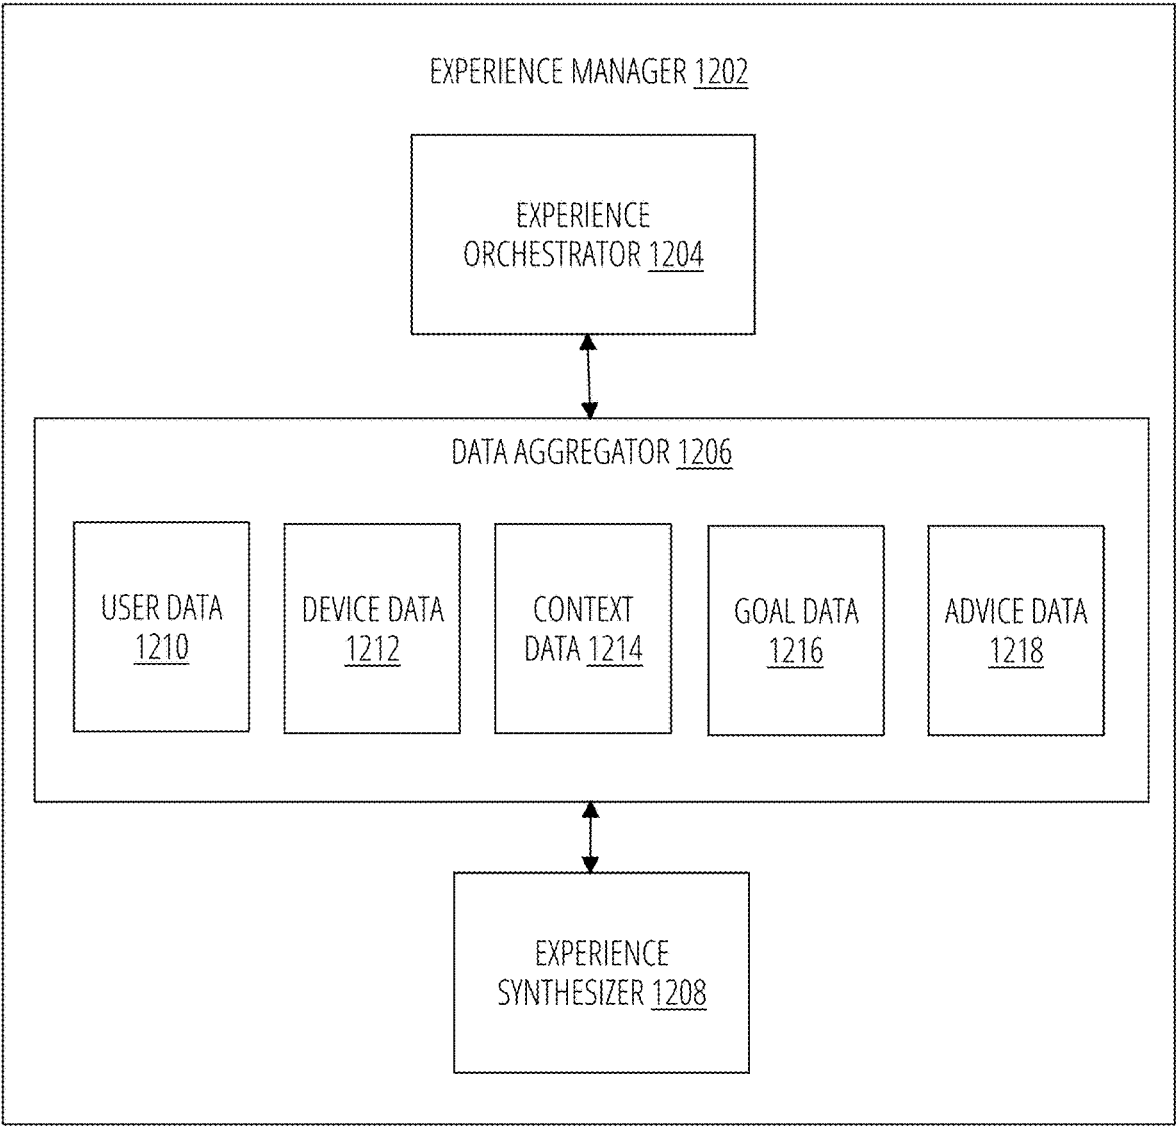 EXPERIENCE MANAGER 1202
EXPERIENCE
ORCHESTRATOR 1204
DATA AGGREGATOR 1206
USER DATA
1210
DEVICE DATA
1212
CONTEXT
DATA 1214
GOAL DATA
1216
ADVICE DATA
1218
EXPERIENCE
SYNTHESIZER 1208